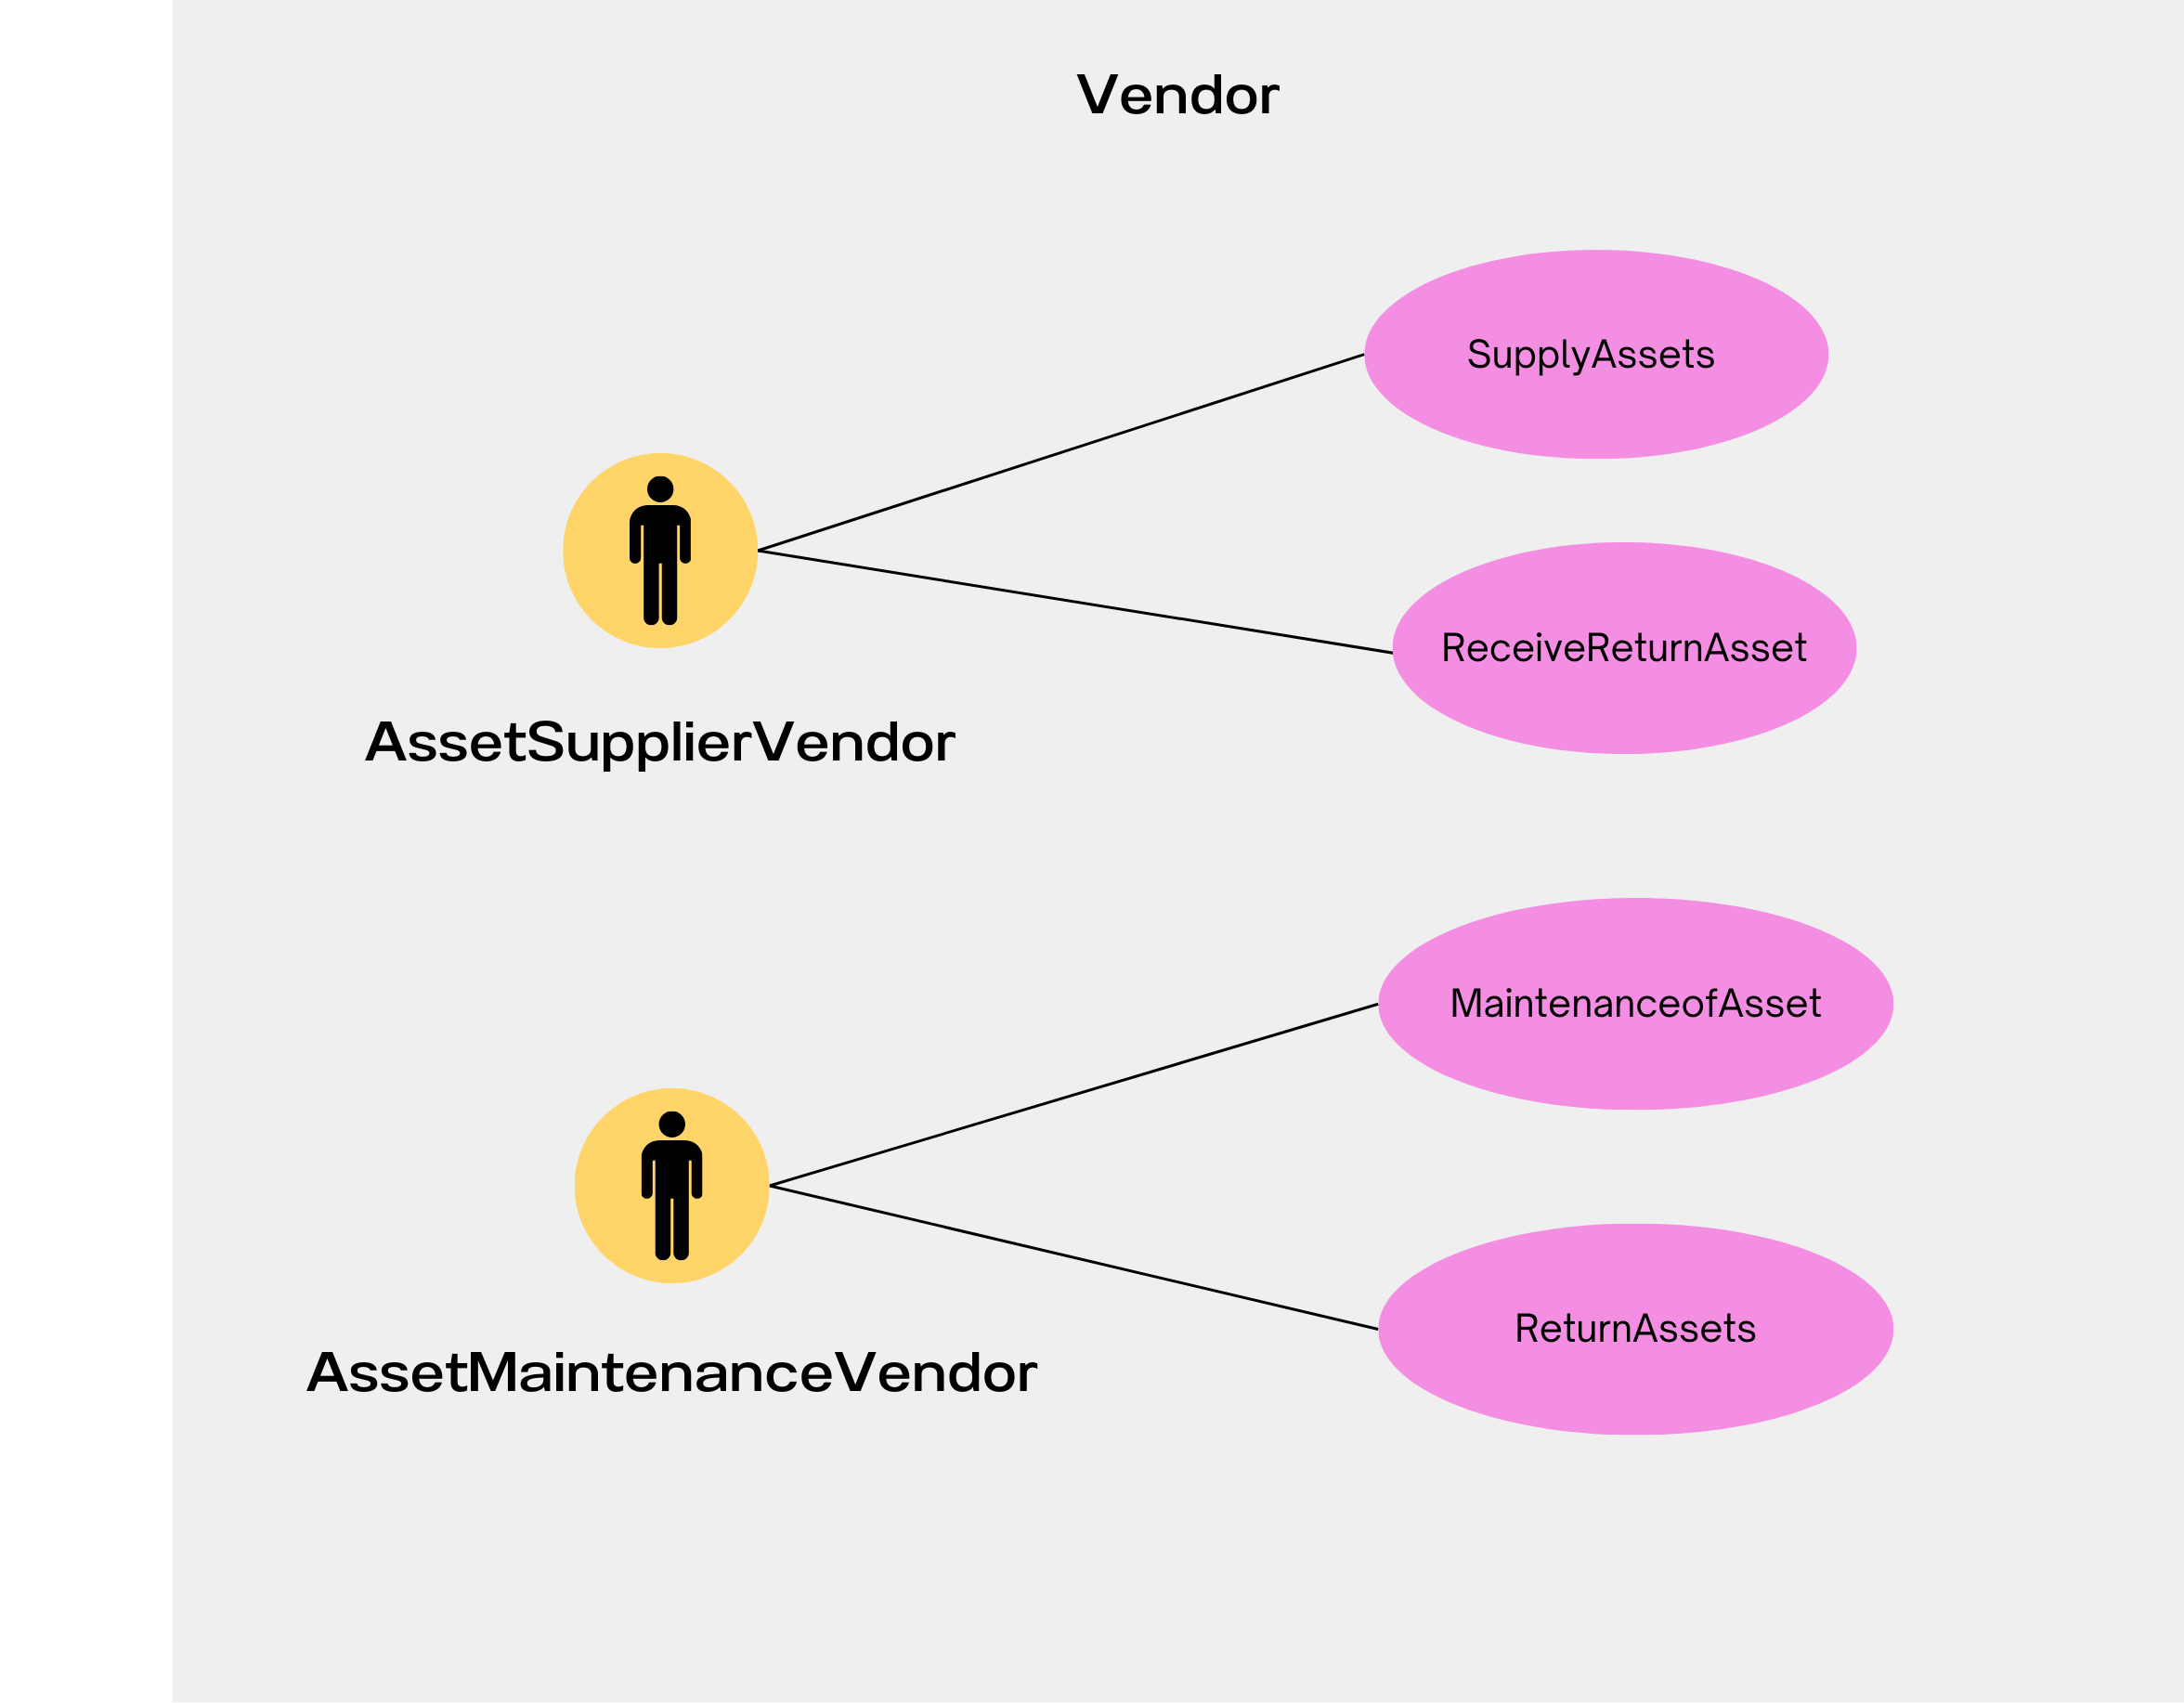 Vendor
SupplyAssets
ReceiveReturnAsset
AssetSupplierVendor
MaintenanceofAsset
ReturnAssets
AssetMaintenanceVendor